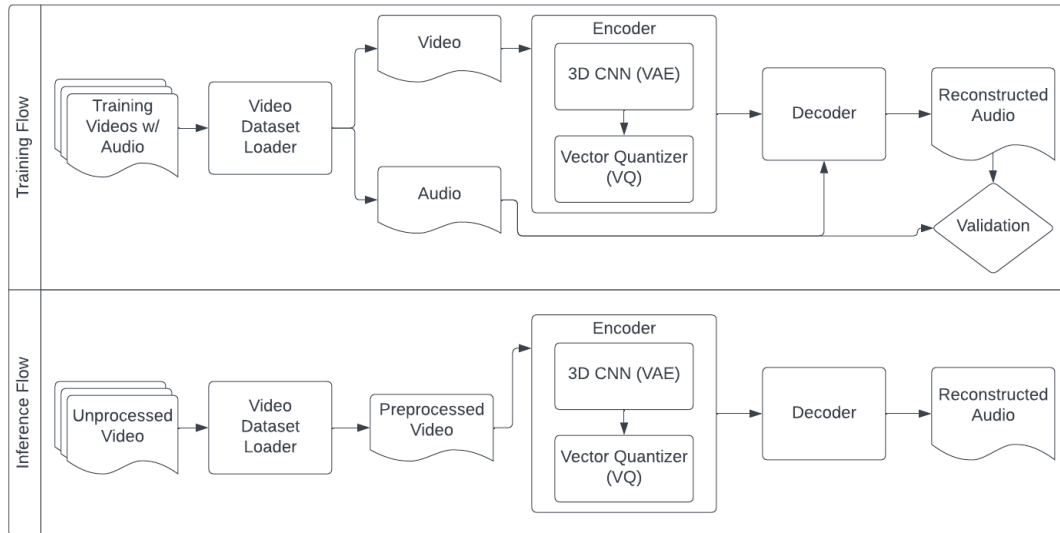 Training Flow
Training
Videos w/
Audio
Video
Dataset
Loader
Video
Audio
Encoder
3D CNN (VAE)
Vector Quantizer
(VQ)
Decoder
Reconstructed
Audio
Validation
Inference Flow
Unprocessed
Video
Video
Dataset
Loader
Preprocessed
Video
Encoder
3D CNN (VAE)
Vector Quantizer
(VQ)
Decoder
Reconstructed
Audio